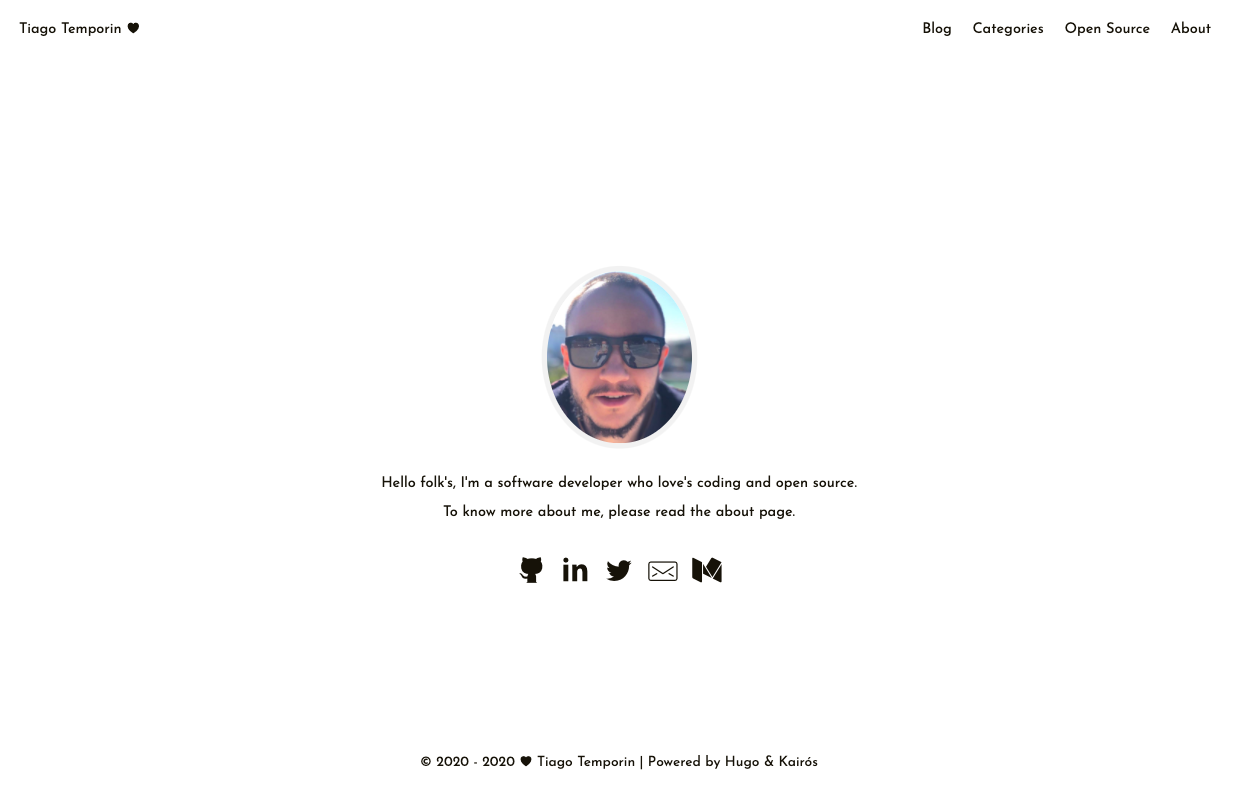 Tiago Temporin ♥
Blog Categories Open Source About
Hello folk's, I'm a software developer who love's coding and open source.
To know more about me, please read the about page.
in
© 2020 - 2020 ♥ Tiago Temporin | Powered by Hugo & Kairós